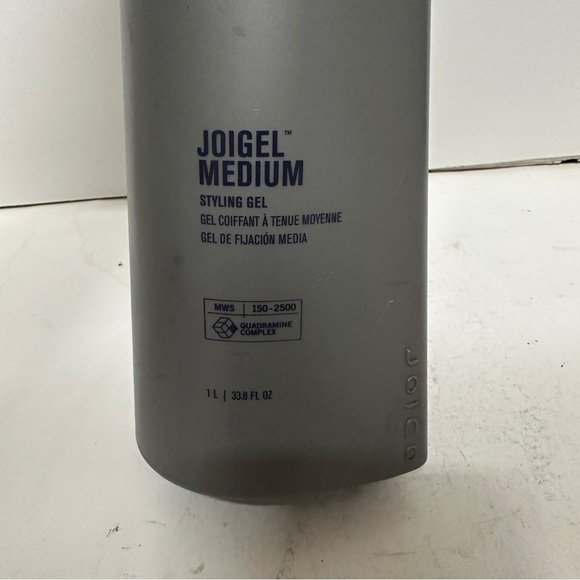 JOIGEL™
MEDIUM
STYLING GEL
GEL COIFFANT À TENUE MOYENNE
GEL DE FIJACIÓN MEDIA
MWS | 150-2500
QUADRAMINE
COMPLEX
1 L | 33.8 FL OZ
JOICO